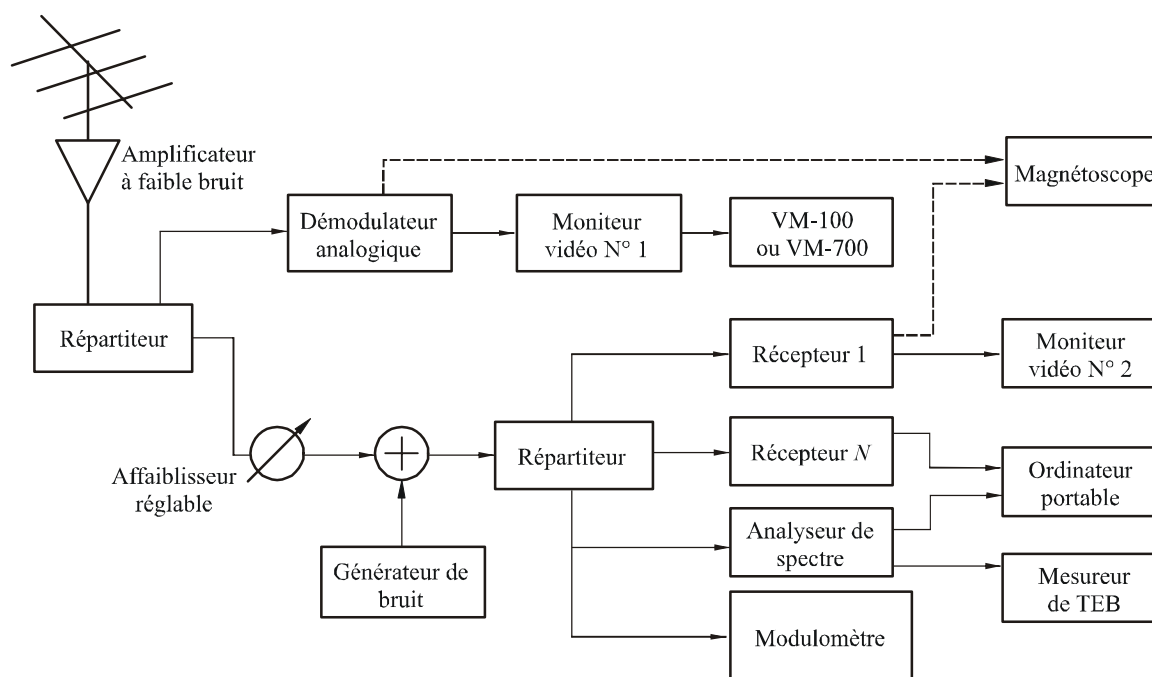 Amplificateur
à faible bruit
Magnétoscope
Démodulateur
analogique
Moniteur
vidéo N° 1
VM-100
ou VM-700
Répartiteur
Récepteur 1
Moniteur
vidéo N° 2
Affaiblisseur
réglable
+
Répartiteur
Récepteur N
Ordinateur
portable
Générateur de
bruit
Analyseur de
spectre
Mesureur
de TEB
Modulomètre